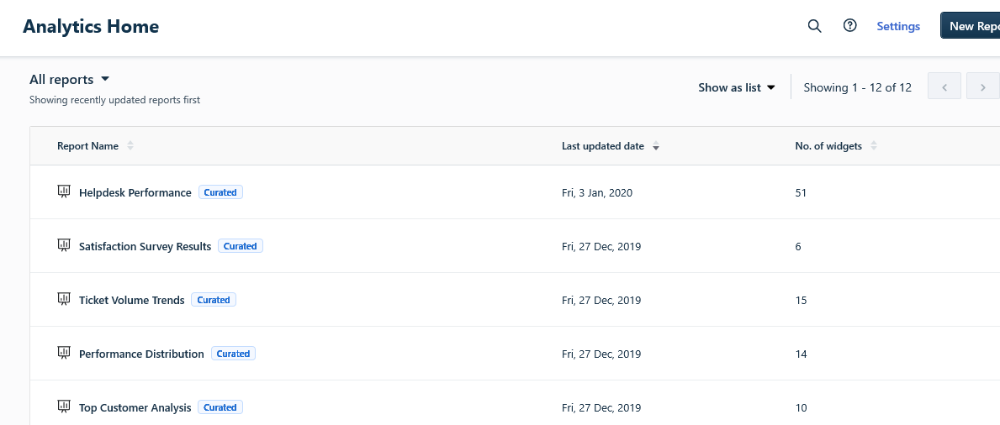 Analytics Home
Settings
New Repo
All reports
Showing recently updated reports first
Show as list
Showing 1 - 12 of 12
Report Name Last updated date No. of widgets
Helpdesk Performance Curated Fri, 3 Jan, 2020 51
Satisfaction Survey Results Curated Fri, 27 Dec, 2019 6
Ticket Volume Trends Curated Fri, 27 Dec, 2019 15
Performance Distribution Curated Fri, 27 Dec, 2019 14
Top Customer Analysis Curated Fri, 27 Dec, 2019 10